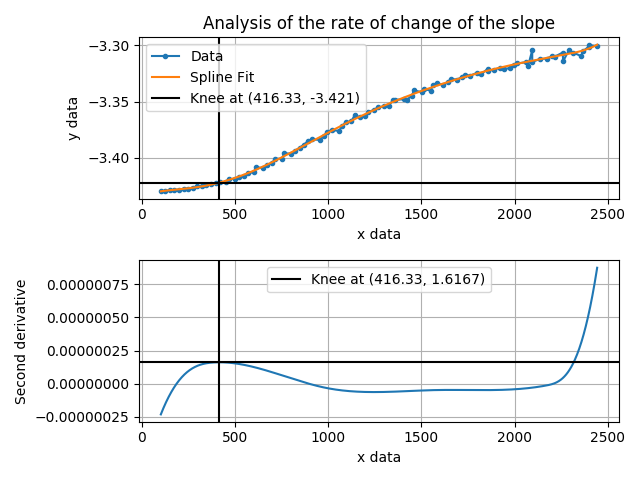 Analysis of the rate of change of the slope
−3.30
−3.35
−3.40
y data
Data
Spline Fit
Knee at (416.33, -3.421)
0 500 1000 1500 2000 2500
x data
0.00000075
0.00000050
0.00000025
0.00000000
−0.00000025
Second derivative
Knee at (416.33, 1.6167)
0 500 1000 1500 2000 2500
x data